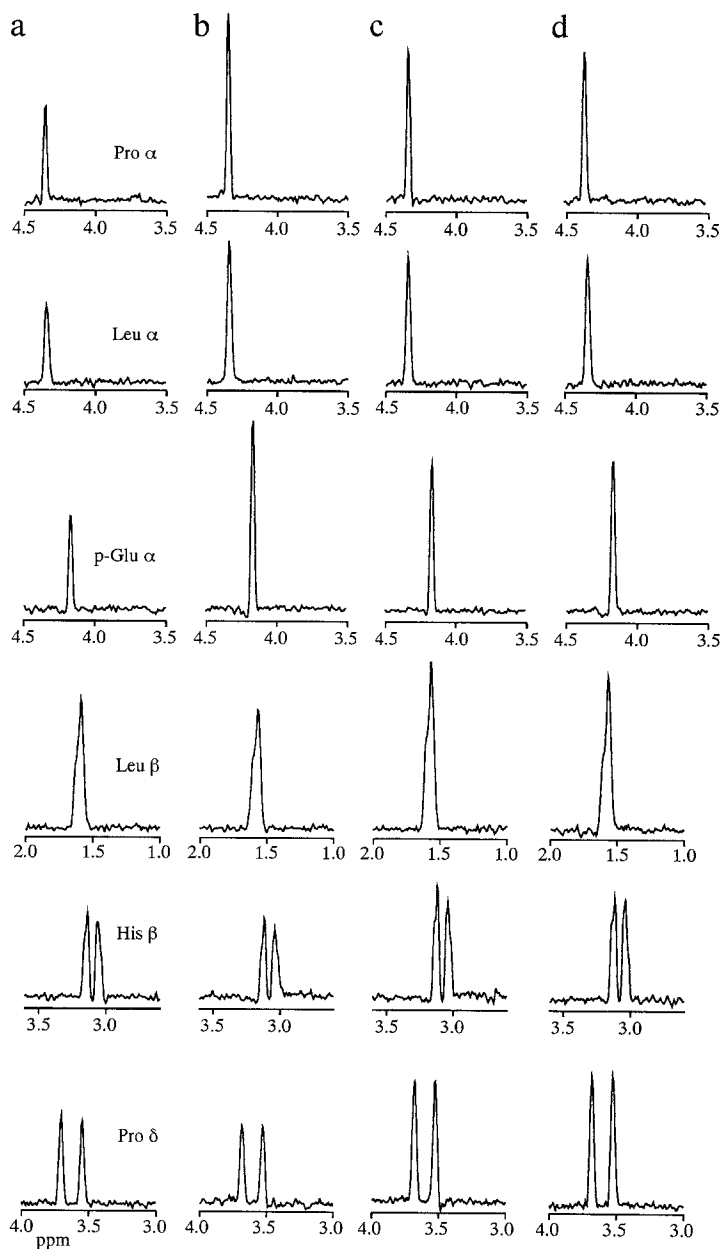 a b c d
Pro α
4.5 4.0 3.5 4.5 4.0 3.5 4.5 4.0 3.5 4.5 4.0 3.5
Leu α
4.5 4.0 3.5 4.5 4.0 3.5 4.5 4.0 3.5 4.5 4.0 3.5
p-Glu α
4.5 4.0 3.5 4.5 4.0 3.5 4.5 4.0 3.5 4.5 4.0 3.5
Leu β
2.0 1.5 1.0 2.0 1.5 1.0 2.0 1.5 1.0 2.0 1.5 1.0
His β
3.5 3.0 3.5 3.0 3.5 3.0 3.5 3.0
Pro δ
4.0 3.5 3.0 4.0 3.5 3.0 4.0 3.5 3.0 4.0 3.5 3.0
ppm